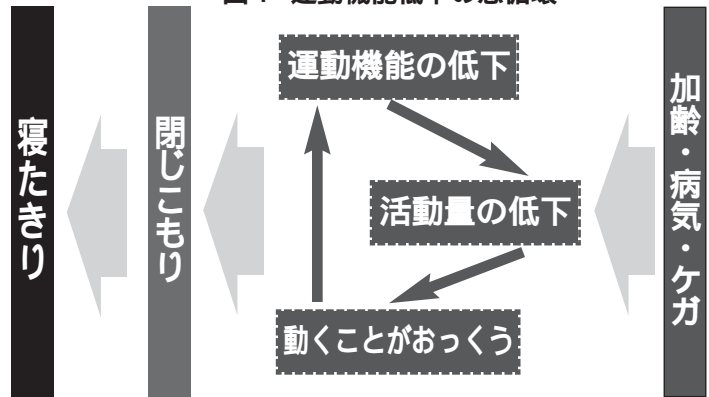 運動機能の低下
活動量の低下
動くことがおっくう
加齢・病気・ケガ
閉じこもり
寝たきり